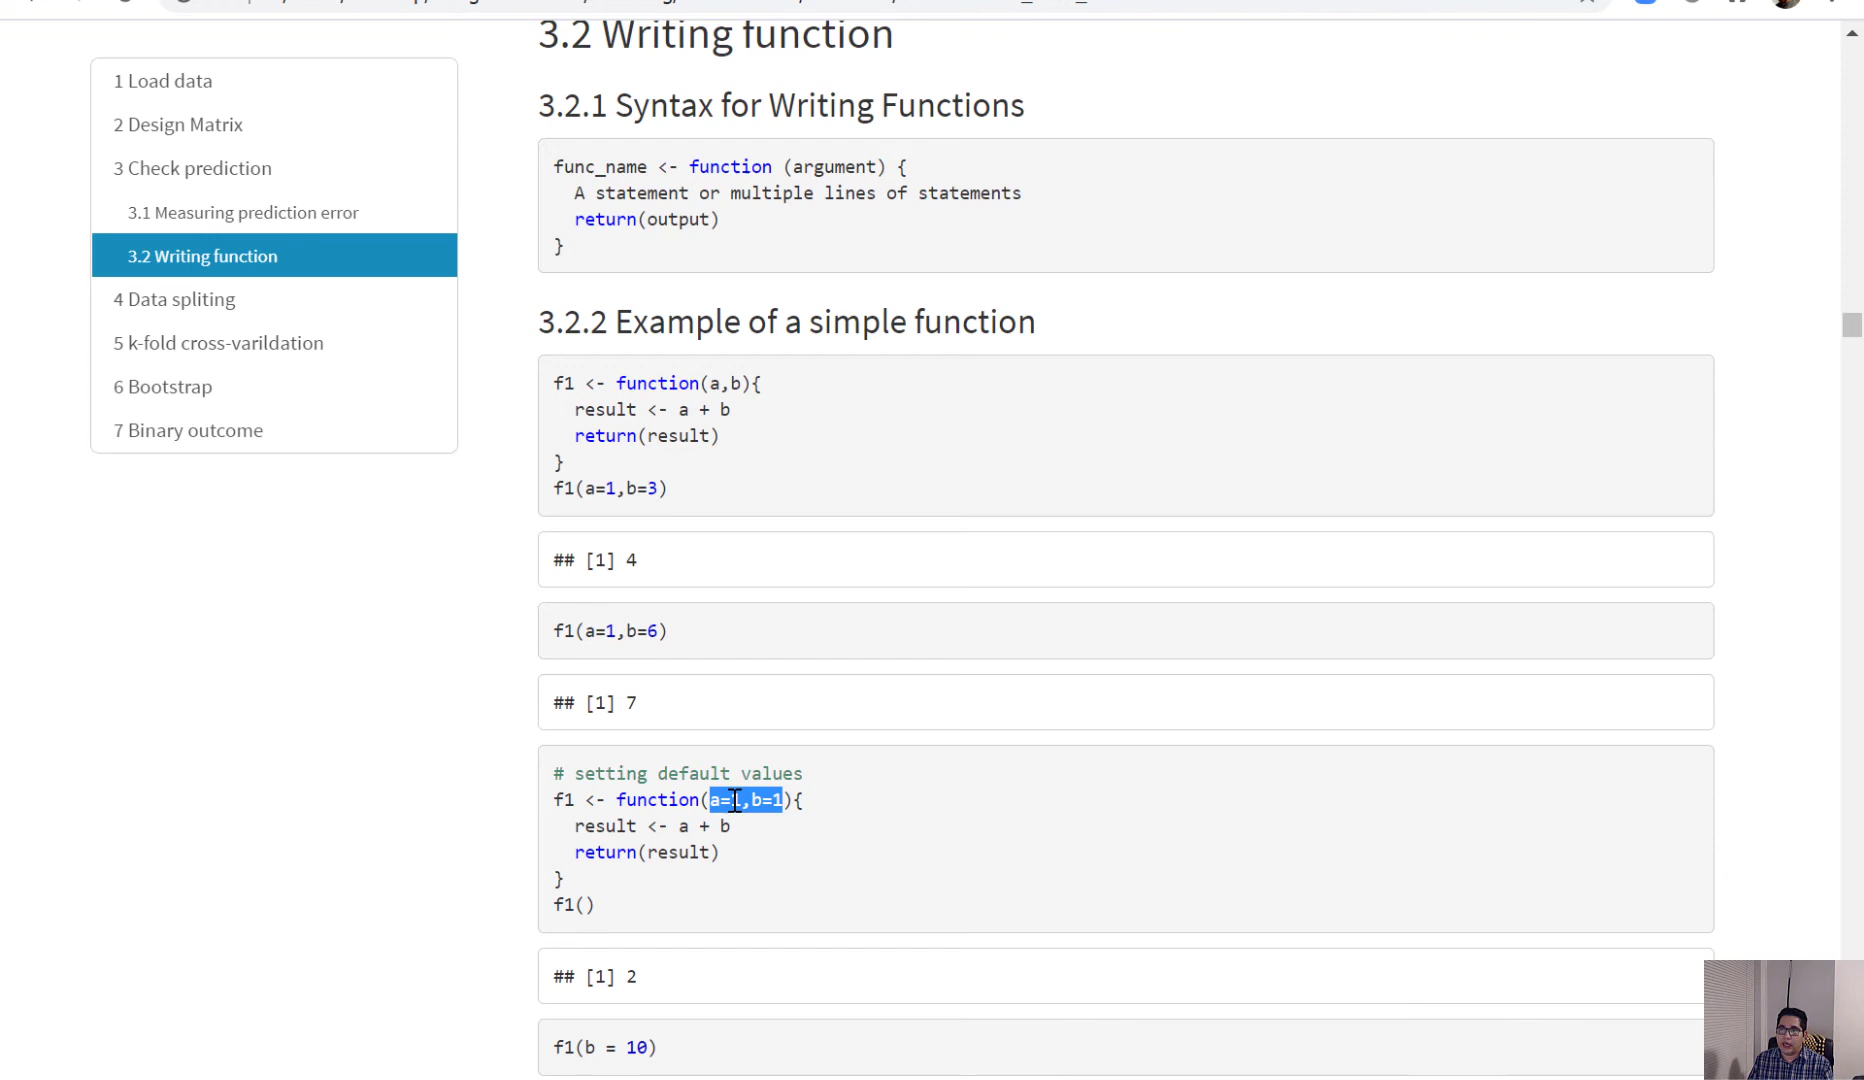 3.2 Writing function
1 Load data
2 Design Matrix
3 Check prediction
3.1 Measuring prediction error
3.2 Writing function
4 Data spliting
5 k-fold cross-varildation
6 Bootstrap
7 Binary outcome
3.2.1 Syntax for Writing Functions
func_name <- function (argument) {
  A statement or multiple lines of statements
  return(output)
}
3.2.2 Example of a simple function
f1 <- function(a,b){
  result <- a + b
  return(result)
}
f1(a=1,b=3)
## [1] 4
f1(a=1,b=6)
## [1] 7
# setting default values
f1 <- function(a=1,b=1){
  result <- a + b
  return(result)
}
f1()
## [1] 2
f1(b = 10)